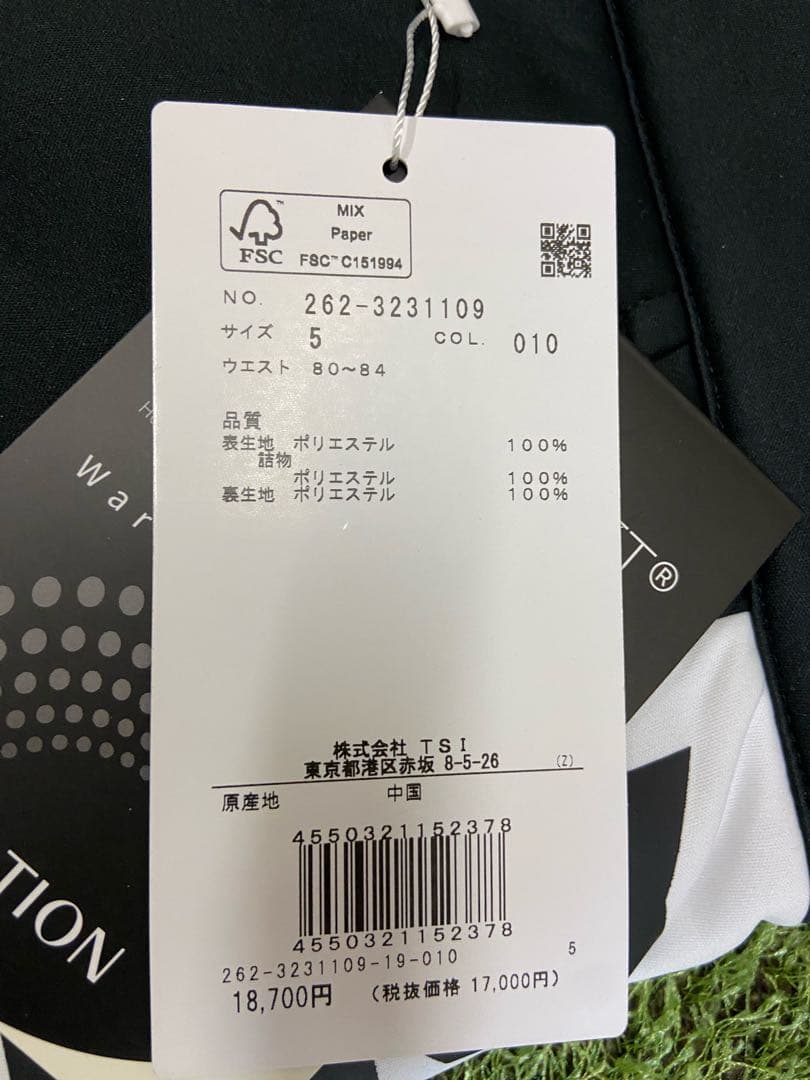 MIX
Paper
FSC
FSC™ C151994
NO. 262-3231109
サイズ 5 COL. 010
ウエスト 80〜84
品質
表生地 ポリエステル 100%
詰物
ポリエステル 100%
裏生地 ポリエステル 100%
war
T®
株式会社 TSI
東京都港区赤坂 8-5-26 (Z)
原産地 中国
4550321152378
4550321152378
TION
262-3231109-19-010 5
18,700円 (税抜価格 17,000円)